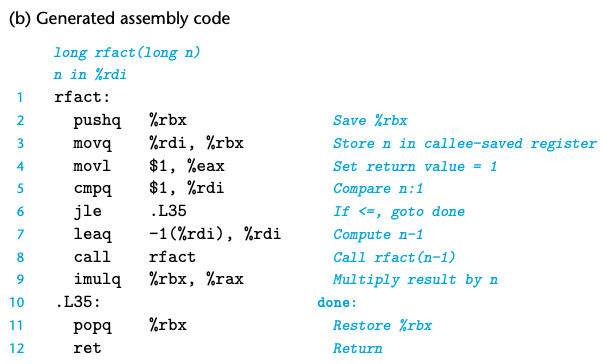 (b) Generated assembly code
long rfact(long n)
n in %rdi
1 rfact:
2 pushq %rbx Save %rbx
3 movq %rdi, %rbx Store n in callee-saved register
4 movl $1, %eax Set return value = 1
5 cmpq $1, %rdi Compare n:1
6 jle .L35 If <=, goto done
7 leaq -1(%rdi), %rdi Compute n-1
8 call rfact Call rfact(n-1)
9 imulq %rbx, %rax Multiply result by n
10 .L35: done:
11 popq %rbx Restore %rbx
12 ret Return